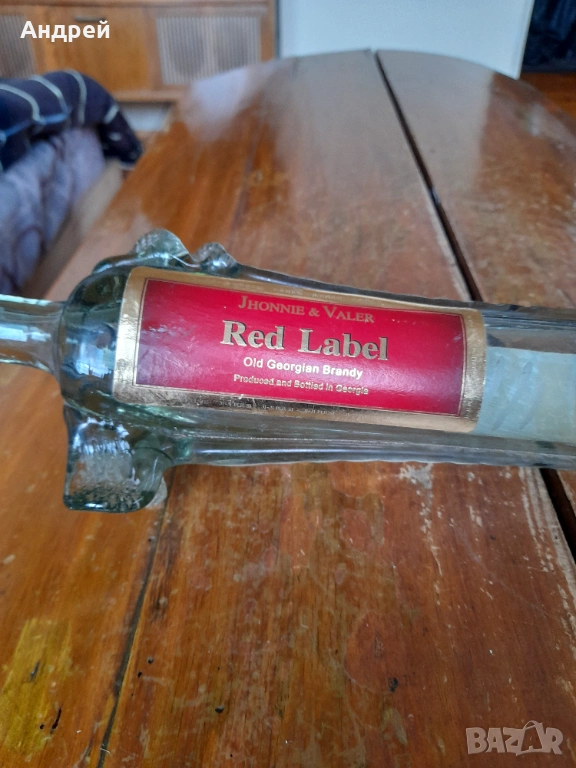 Андрей
JHONNIE & VALER
Red Label
Old Georgian Brandy
Produced and Bottled in Georgia
BAZAR